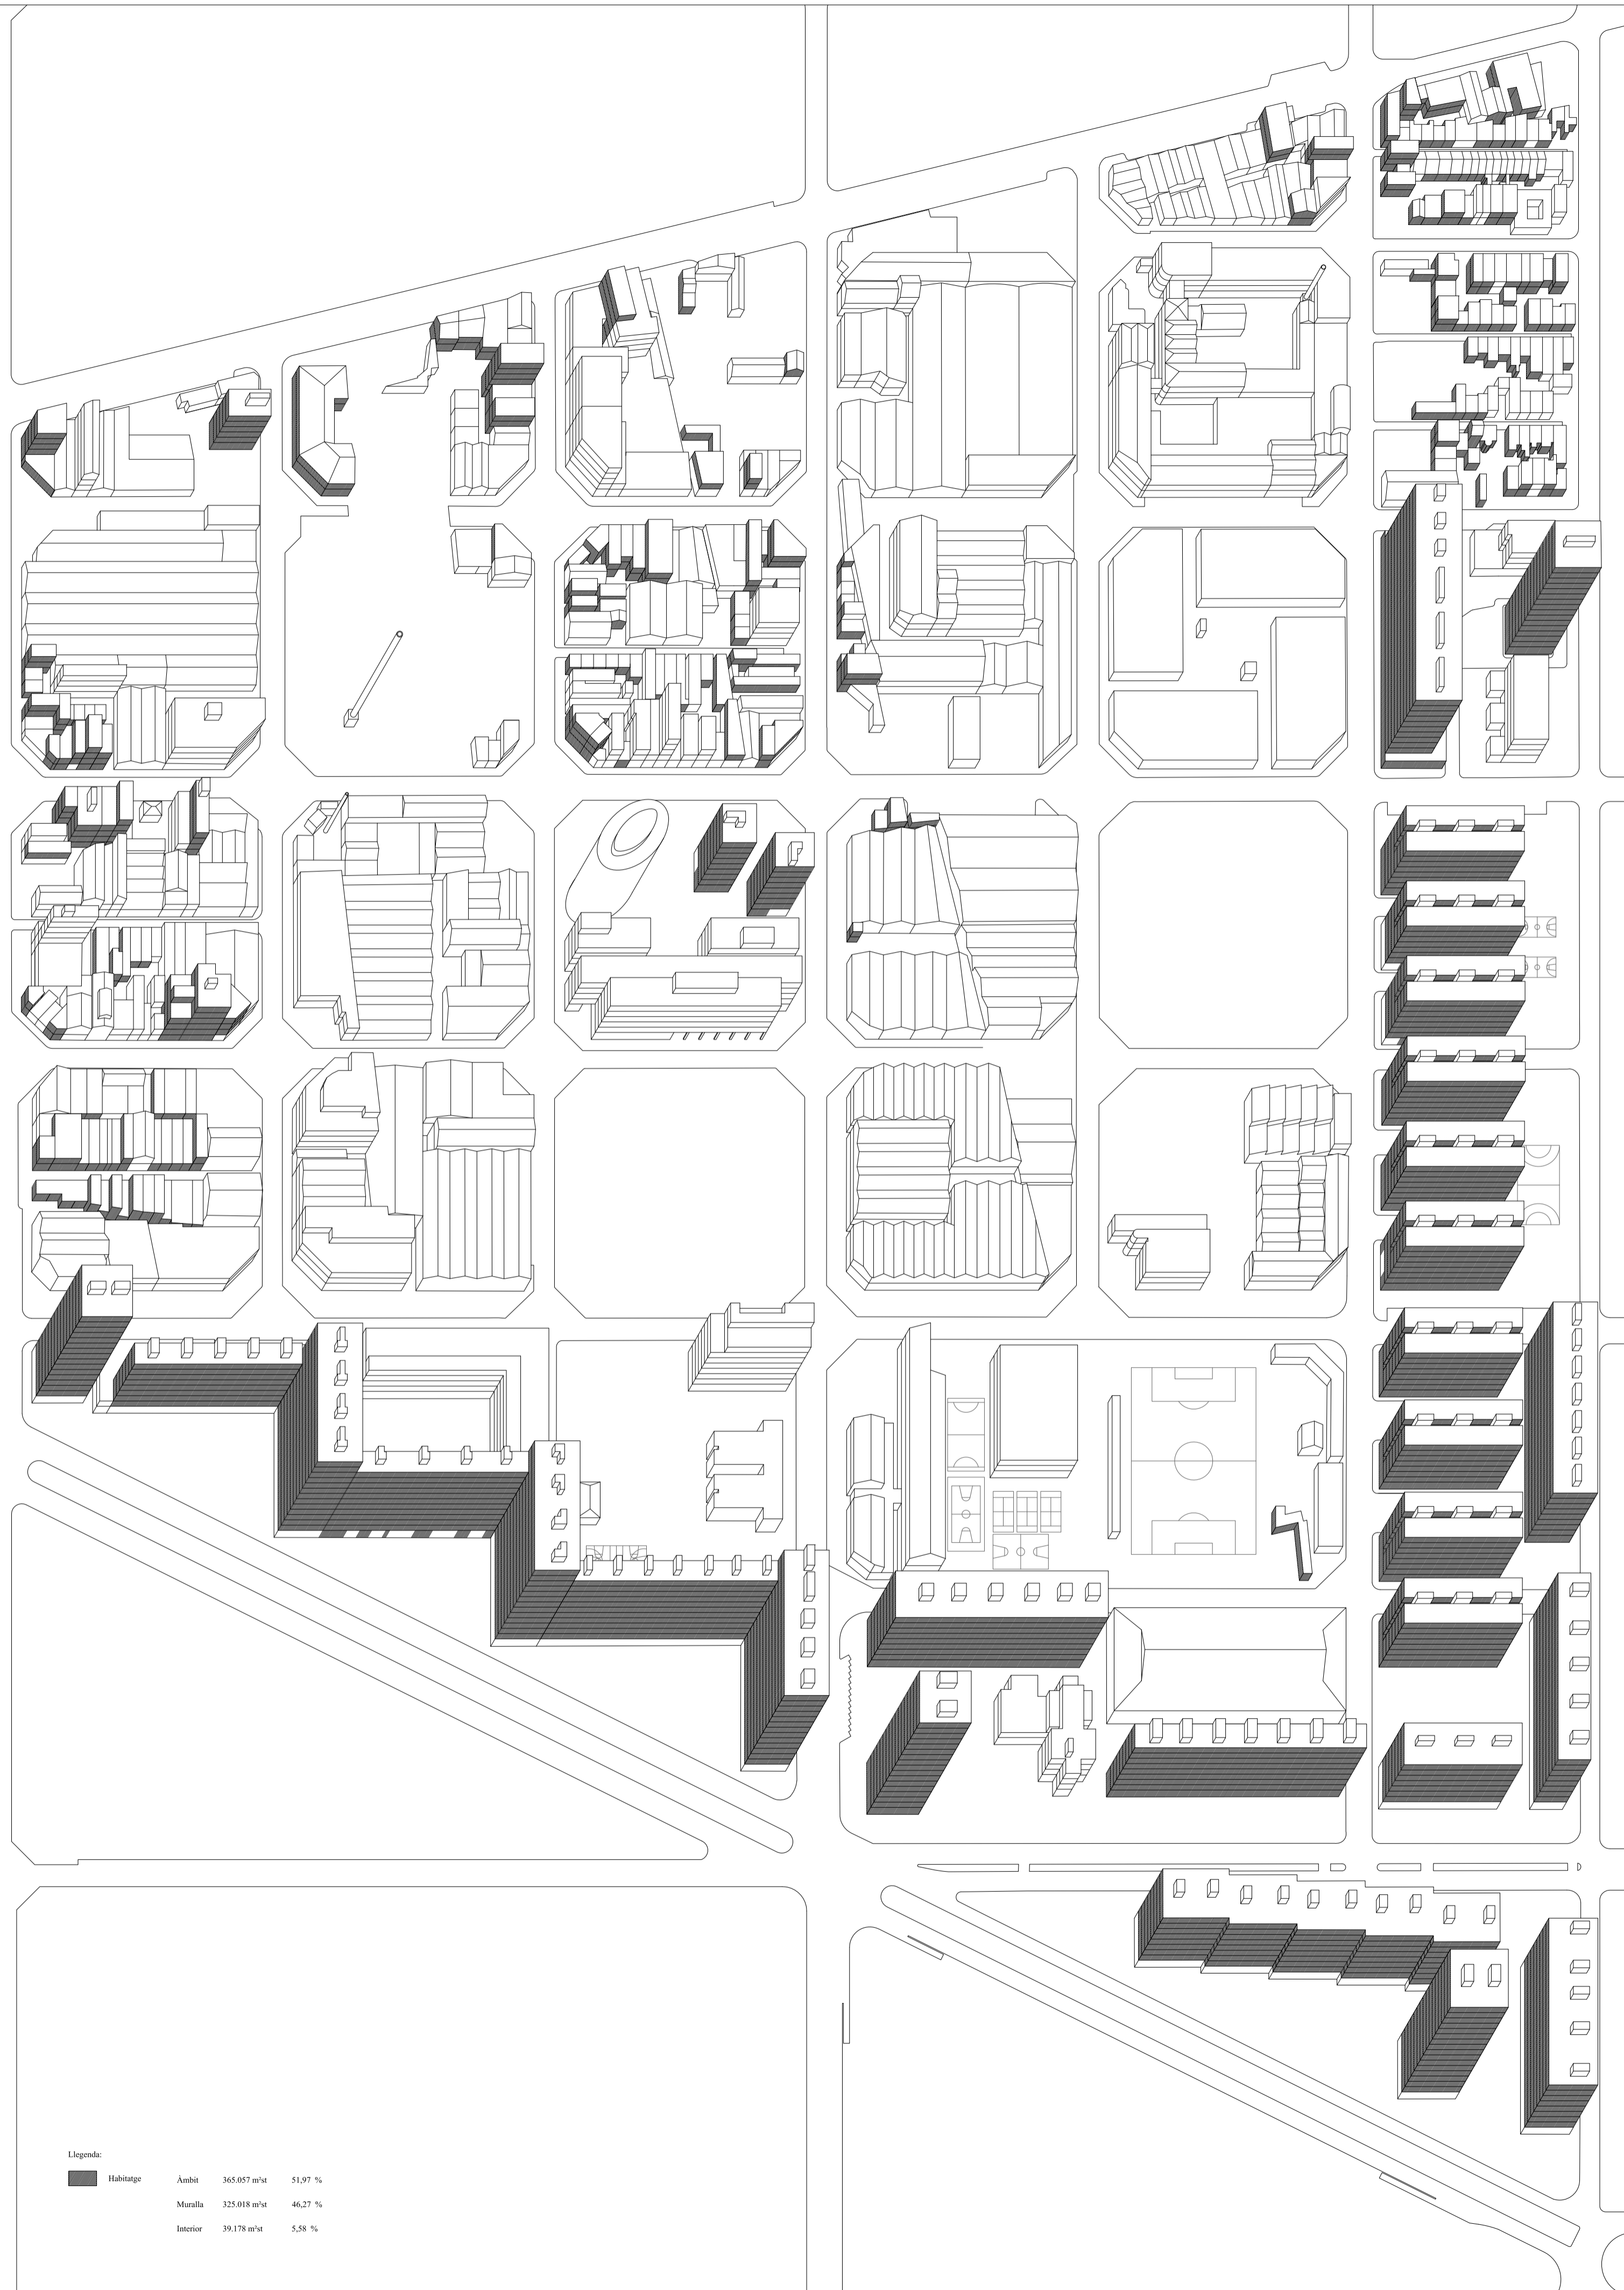 Llegenda:
Habitatge Àmbit 365.057 m²st 51,97 %
Muralla 325.018 m²st 46,27 %
Interior 39.178 m²st 5,58 %